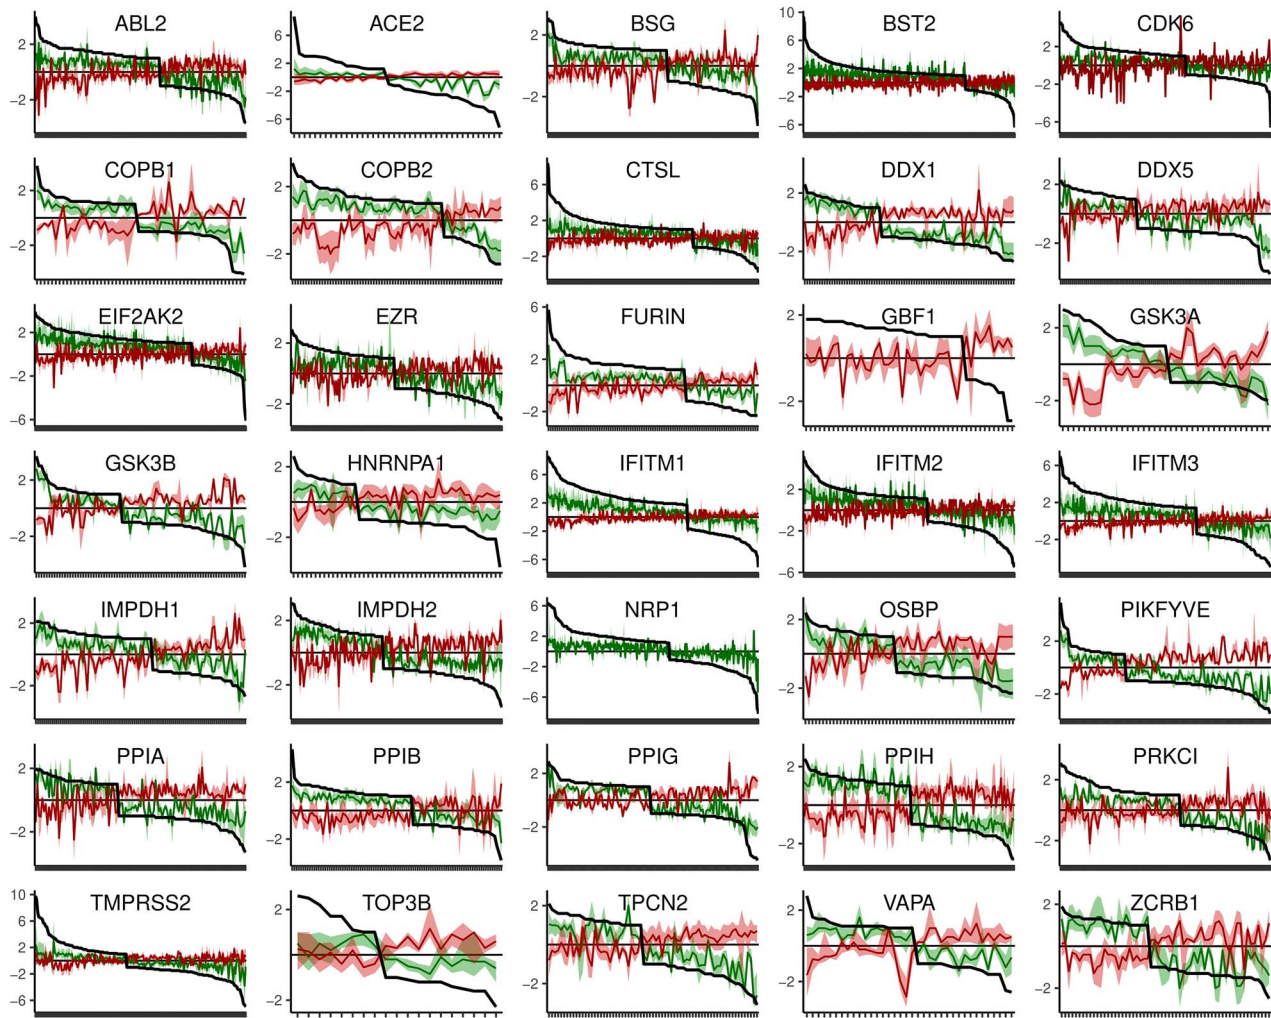 ABL2 ACE2 BSG BST2 CDK6
2 −2
6 2 −2 −6
2 −2
10 6 2 −2 −6
2 −2 −6
COPB1 COPB2 CTSL DDX1 DDX5
2 −2
2 −2
6 2 −2
2 −2
2 −2
EIF2AK2 EZR FURIN GBF1 GSK3A
2 −2 −6
2 −2
6 2 −2
2 −2
2 −2
GSK3B HNRNPA1 IFITM1 IFITM2 IFITM3
2 −2
2 −2
6 2 −2 −6
2 −2 −6
6 2 −2
IMPDH1 IMPDH2 NRP1 OSBP PIKFYVE
2 −2
2 −2
6 2 −2 −6
2 −2
2 −2
PPIA PPIB PPIG PPIH PRKCI
2 −2
2 −2
2 −2
2 −2
2 −2
TMPRSS2 TOP3B TPCN2 VAPA ZCRB1
10 6 2 −2 −6
2 −2
2 −2
2 −2
2 −2